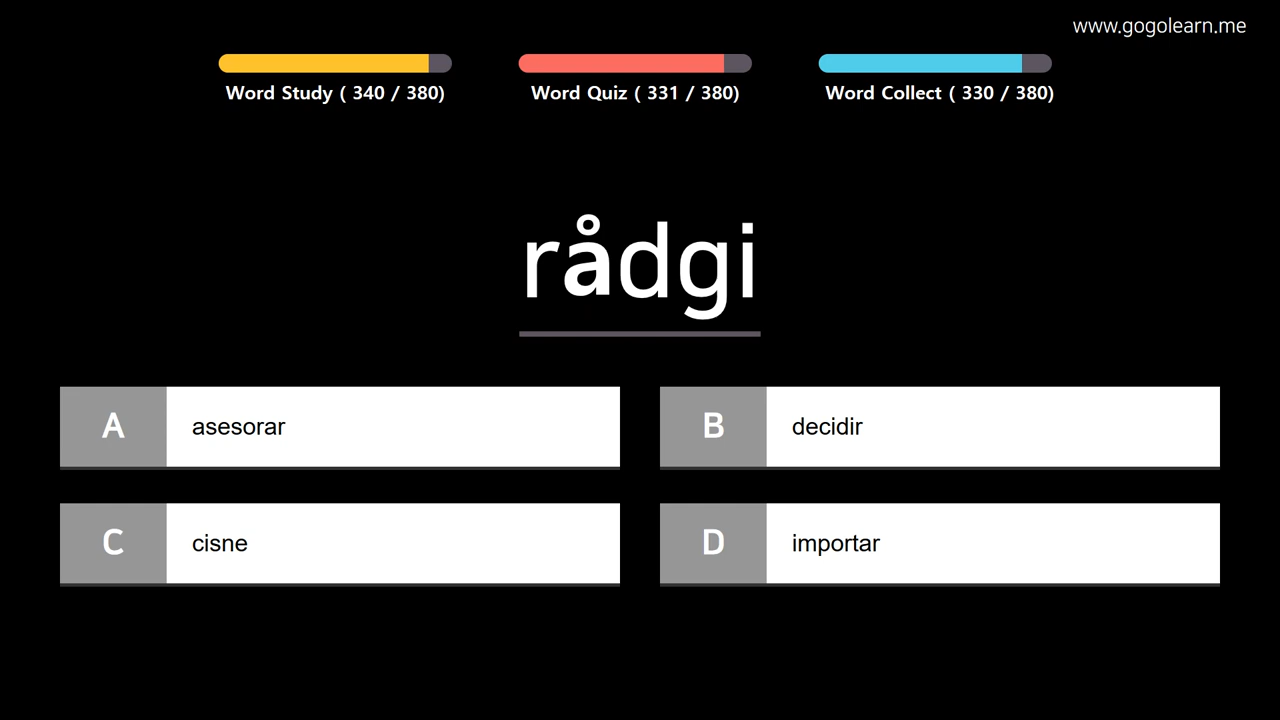 www.gogolearn.me
Word Study ( 340 / 380)
Word Quiz ( 331 / 380)
Word Collect ( 330 / 380)
rådgi
A asesorar
B decidir
C cisne
D importar